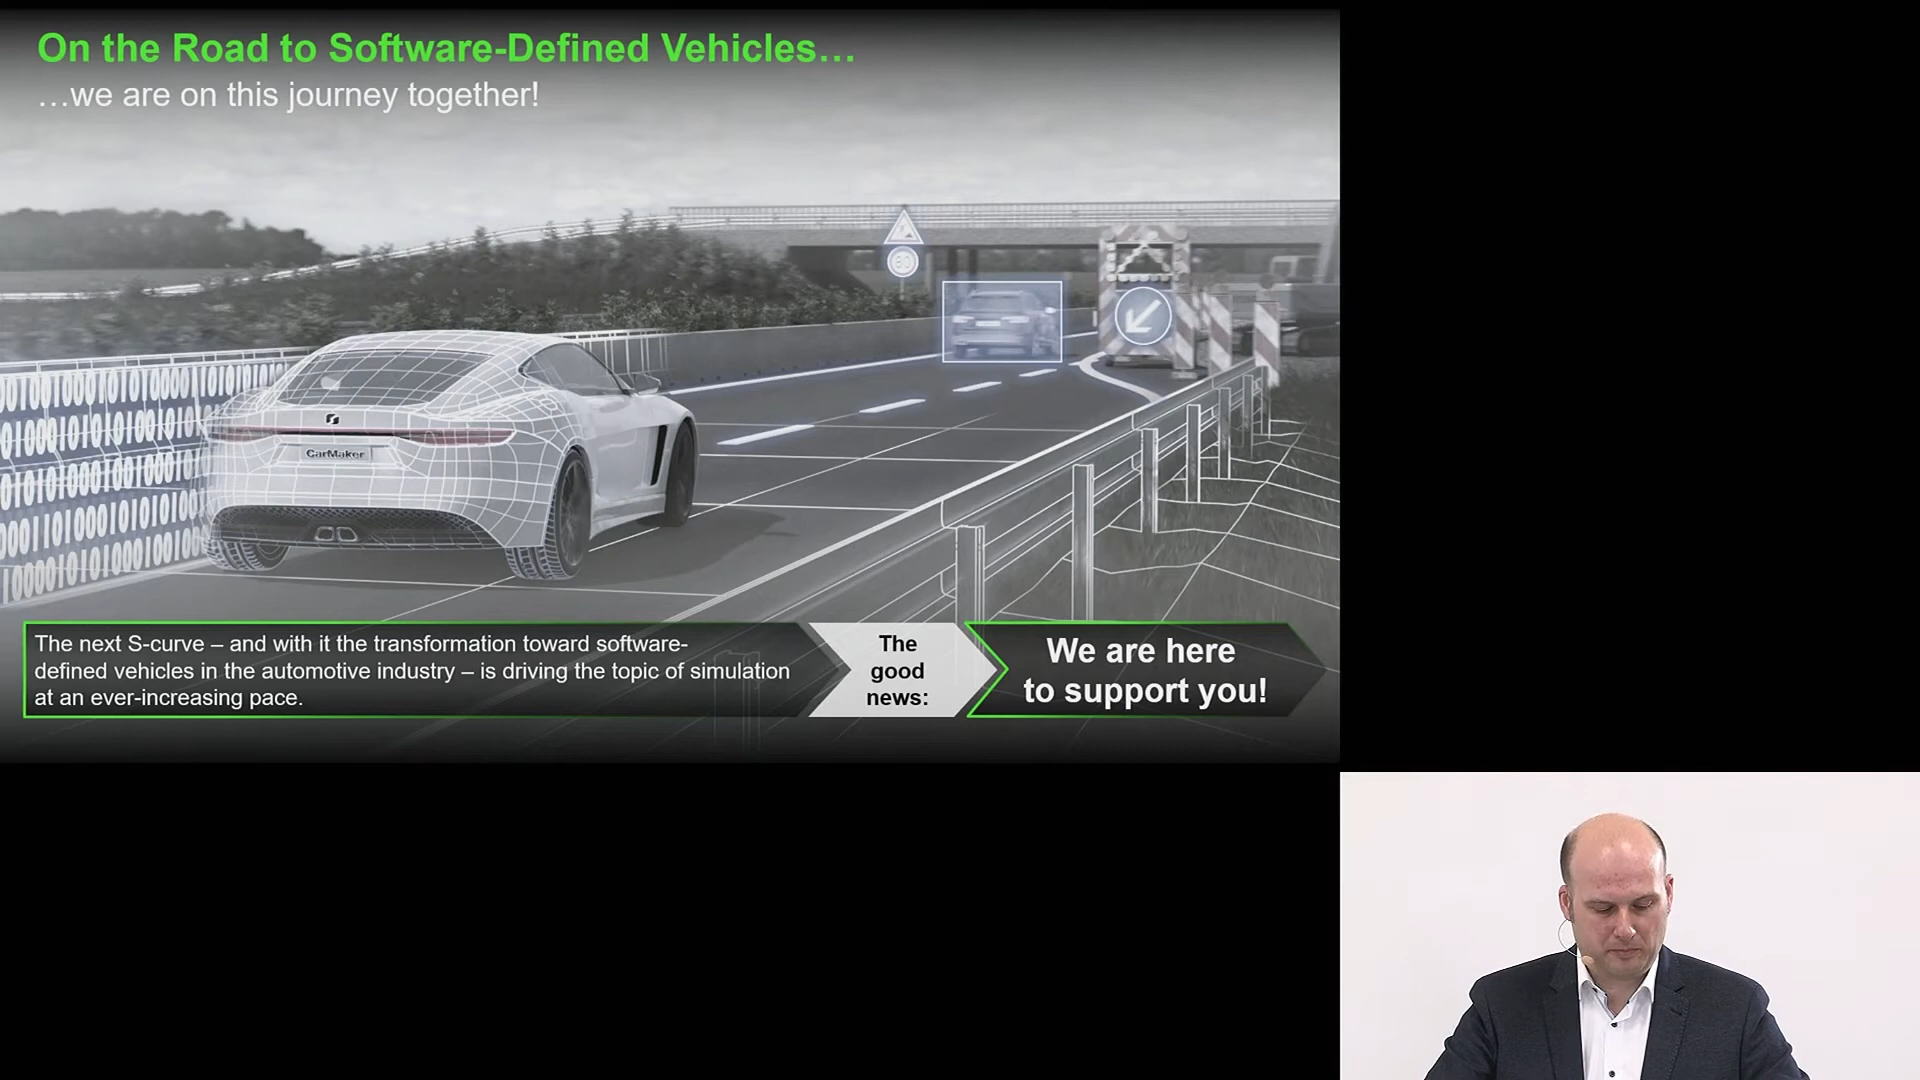 On the Road to Software-Defined Vehicles…
…we are on this journey together!
60
CarMaker
The next S-curve – and with it the transformation toward software-
defined vehicles in the automotive industry – is driving the topic of simulation
at an ever-increasing pace.
The
good
news:
We are here
to support you!